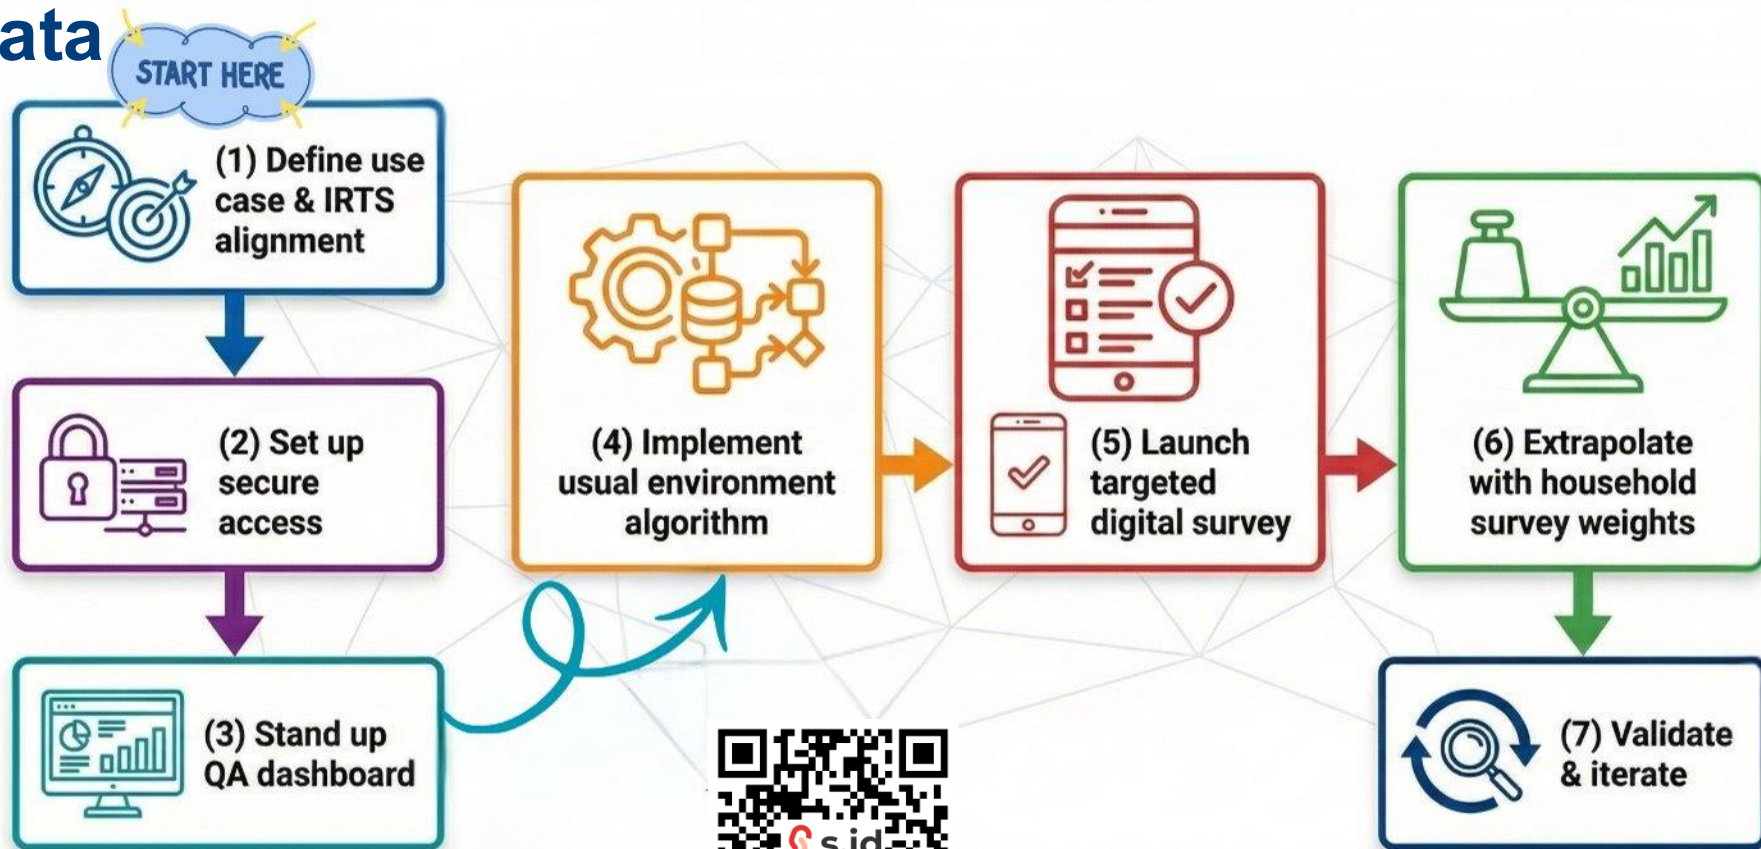 ata
START HERE
(1) Define use
case & IRTS
alignment
(2) Set up
secure
access
(3) Stand up
QA dashboard
(4) Implement
usual environment
algorithm
(5) Launch
targeted
digital survey
(6) Extrapolate
with household
survey weights
(7) Validate
& iterate
s.id